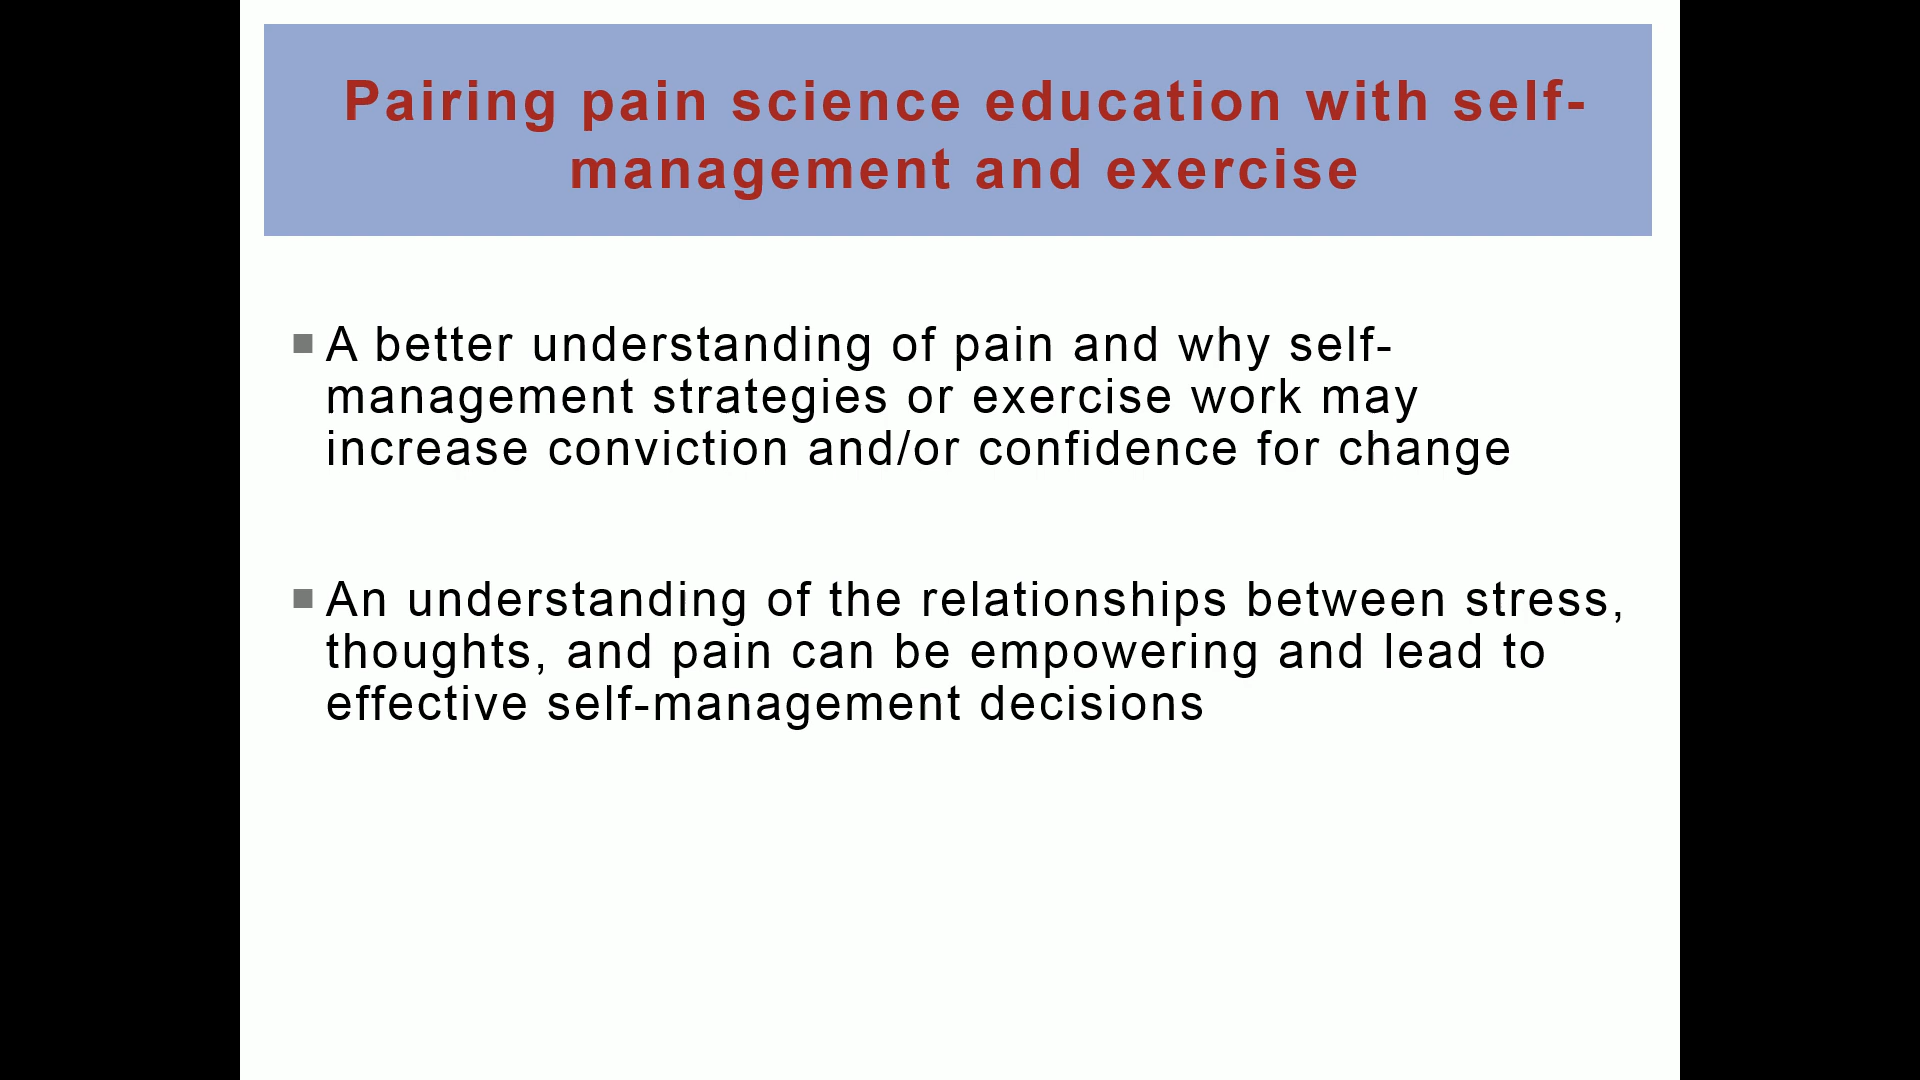 Pairing pain science education with self-
management and exercise
A better understanding of pain and why self-
management strategies or exercise work may
increase conviction and/or confidence for change
An understanding of the relationships between stress,
thoughts, and pain can be empowering and lead to
effective self-management decisions